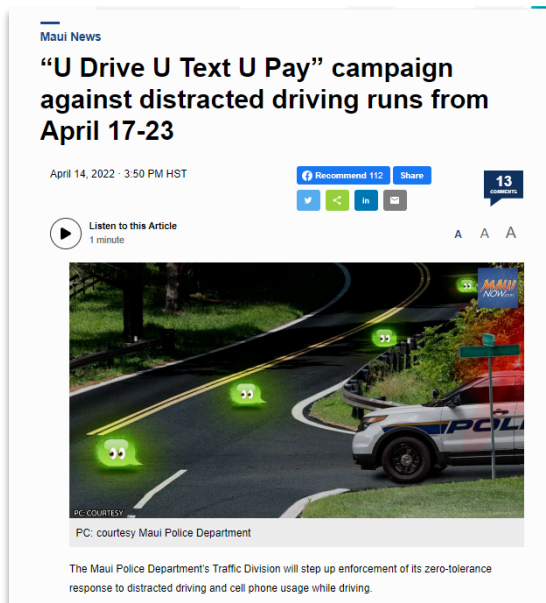 Maui News
“U Drive U Text U Pay” campaign
against distracted driving runs from
April 17-23
April 14, 2022 · 3:50 PM HST
Recommend 112
Share
13
COMMENTS
in
Listen to this Article
1 minute
A A A
MAUI
NOW.com
POLI
PC: COURTESY
PC: courtesy Maui Police Department
The Maui Police Department’s Traffic Division will step up enforcement of its zero-tolerance
response to distracted driving and cell phone usage while driving.